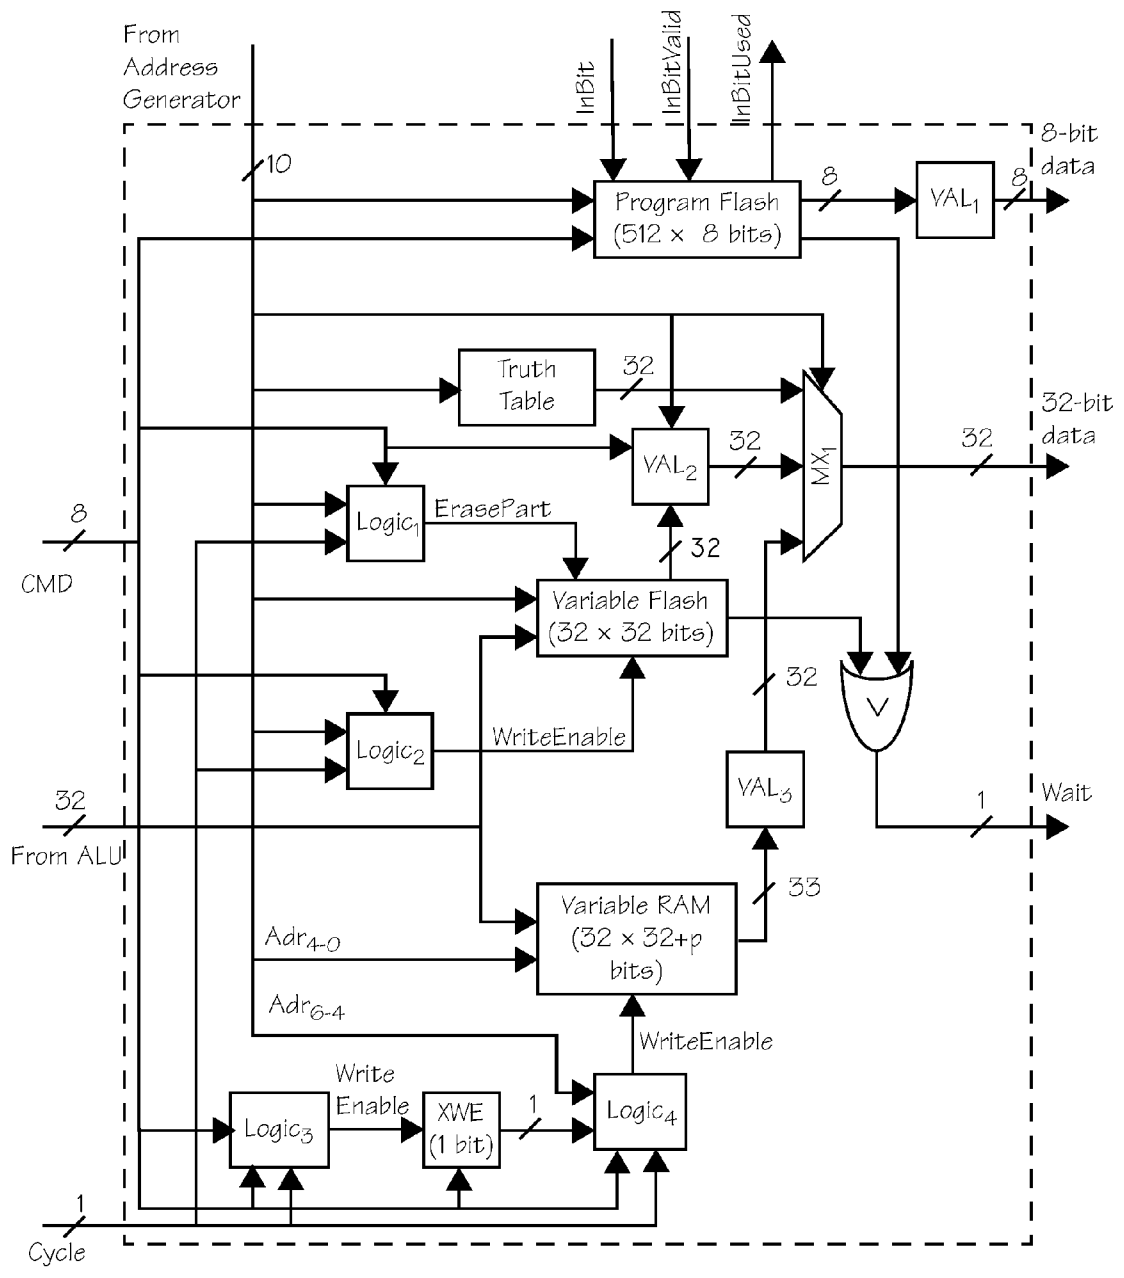 From
Address
Generator
InBit
InBitValid
InBitUsed
10
8-bit
data
Program Flash
(512 × 8 bits)
8
VAL1
8
Truth
Table
32
32-bit
data
VAL2
32
MX1
32
8
CMD
Logic1
ErasePart
32
Variable Flash
(32 × 32 bits)
32
V
Logic2
WriteEnable
VAL3
32
From ALU
1
Wait
33
Variable RAM
(32 × 32+p
bits)
Adr4-0
Adr6-4
WriteEnable
Write
Enable
Logic3
XWE
(1 bit)
1
Logic4
1
Cycle